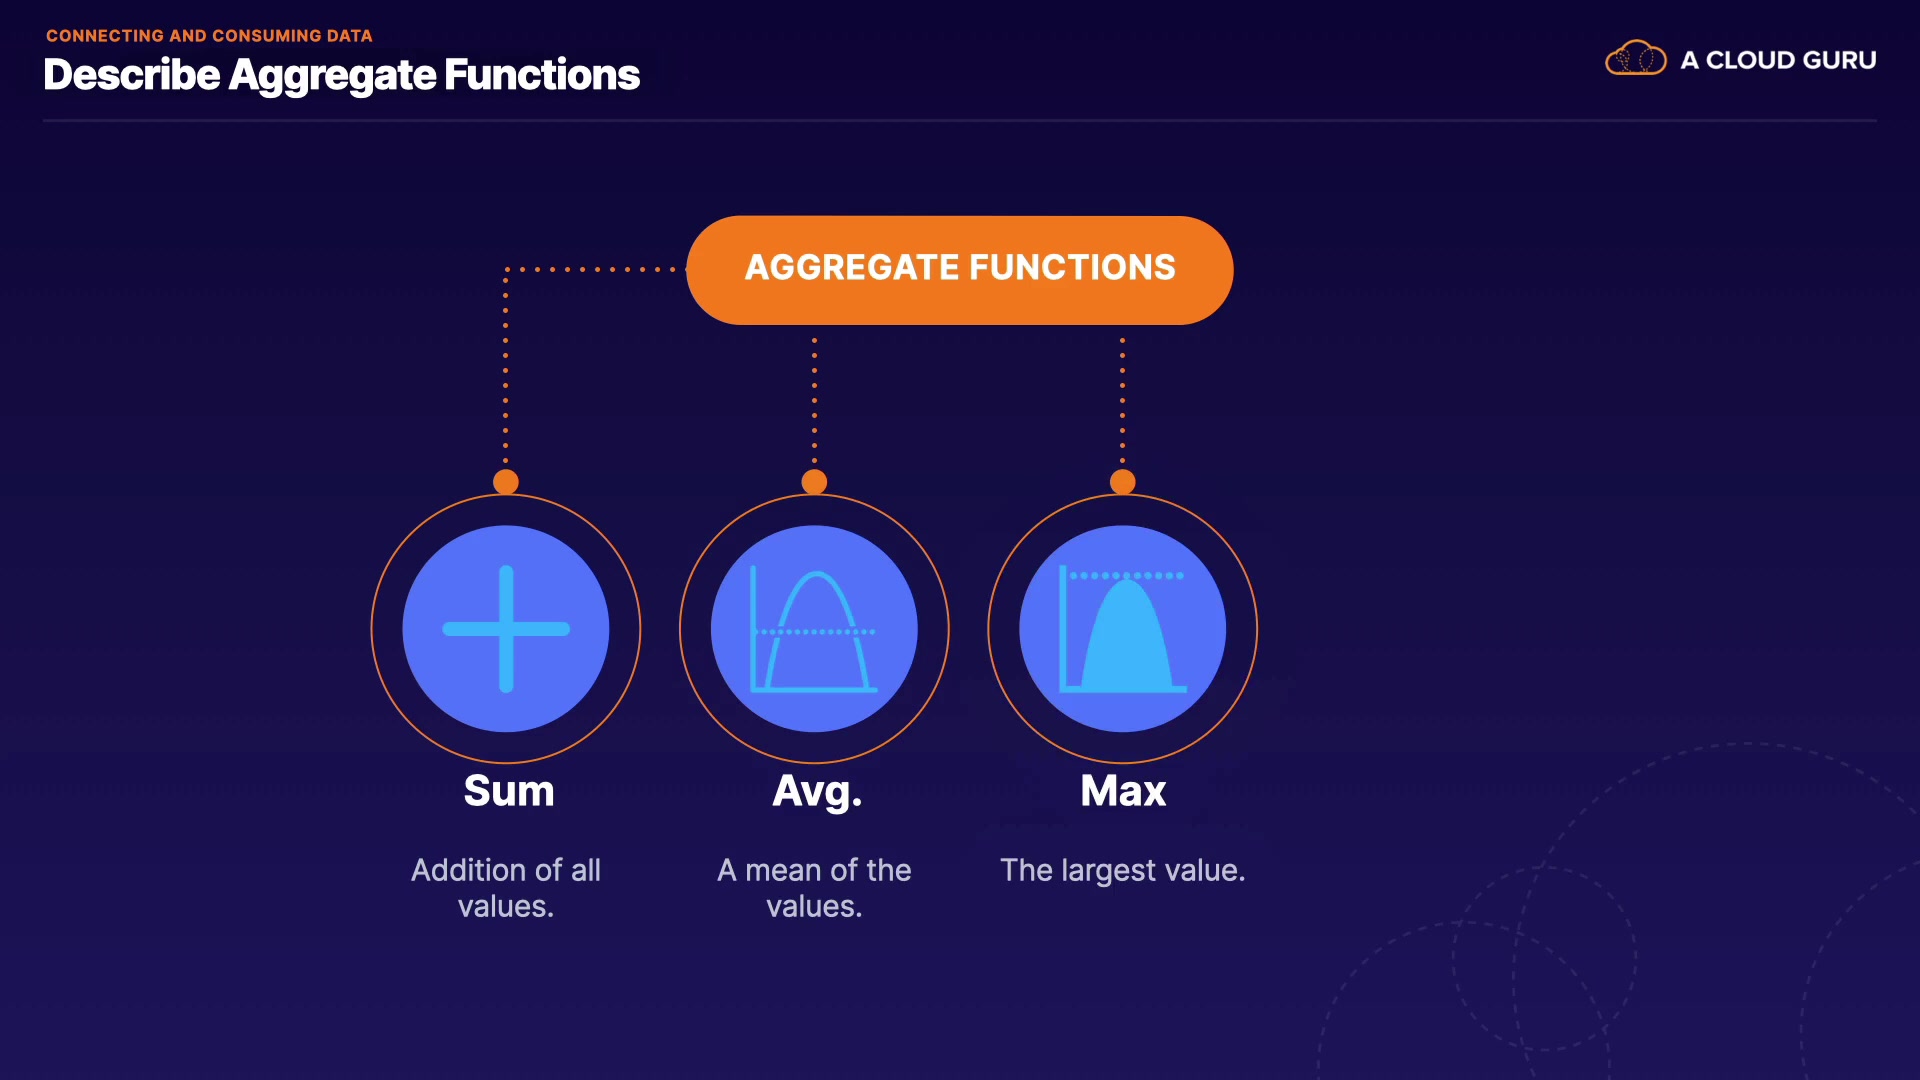 CONNECTING AND CONSUMING DATA
Describe Aggregate Functions
A CLOUD GURU
AGGREGATE FUNCTIONS
Sum
Addition of all
values.
Avg.
A mean of the
values.
Max
The largest value.